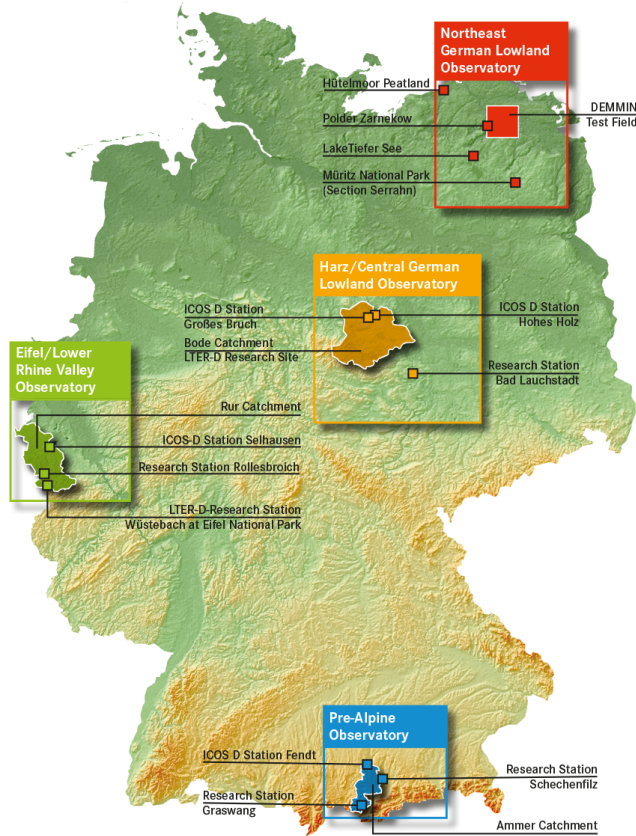 Northeast
German Lowland
Observatory
Hütelmoor Peatland
DEMMIN
Test Field
Polder Zarnekow
LakeTiefer See
Müritz National Park
(Section Serrahn)
Harz/Central German
Lowland Observatory
ICOS D Station
Großes Bruch
ICOS D Station
Hohes Holz
Bode Catchment
LTER-D Research Site
Research Station
Bad Lauchstadt
Eifel/Lower
Rhine Valley
Observatory
Rur Catchment
ICOS-D Station Selhausen
Research Station Rollesbroich
LTER-D-Research Station
Wüstebach at Eifel National Park
Pre-Alpine
Observatory
ICOS D Station Fendt
Research Station
Schechenfilz
Research Station
Graswang
Ammer Catchment